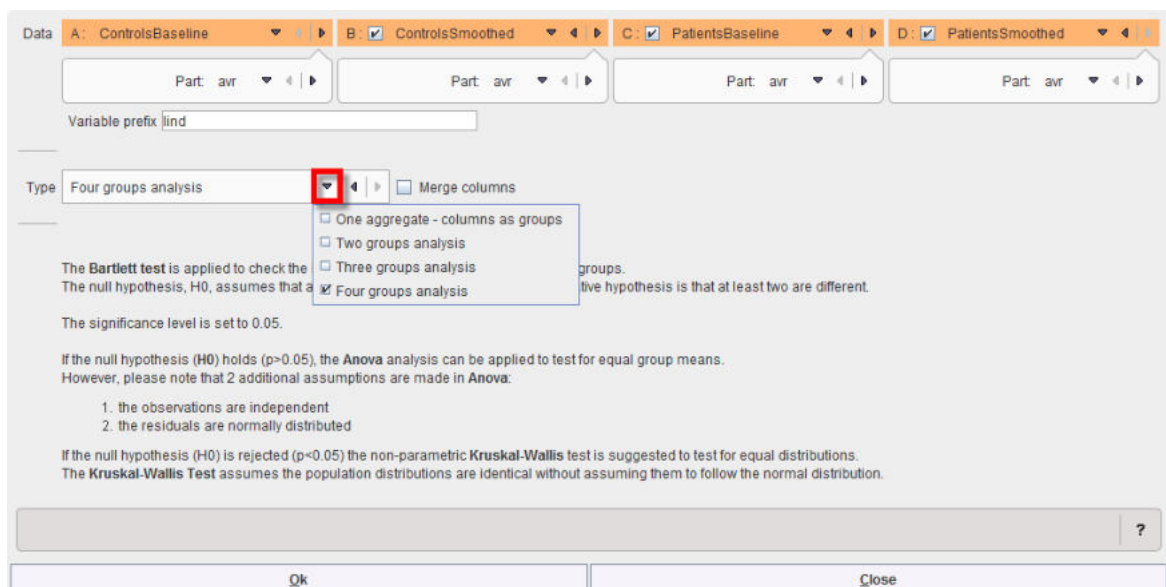 Data A: ControlsBaseline B: ControlsSmoothed C: PatientsBaseline D: PatientsSmoothed
Part: avr Part: avr Part: avr Part: avr
Variable prefix lind
Type Four groups analysis Merge columns
One aggregate - columns as groups
Two groups analysis
Three groups analysis
Four groups analysis
The Bartlett test is applied to check the groups.
The null hypothesis, H0, assumes that a tive hypothesis is that at least two are different.
The significance level is set to 0.05.
If the null hypothesis (H0) holds (p>0.05), the Anova analysis can be applied to test for equal group means.
However, please note that 2 additional assumptions are made in Anova:
1. the observations are independent
2. the residuals are normally distributed
If the null hypothesis (H0) is rejected (p<0.05) the non-parametric Kruskal-Wallis test is suggested to test for equal distributions.
The Kruskal-Wallis Test assumes the population distributions are identical without assuming them to follow the normal distribution.
?
Ok Close